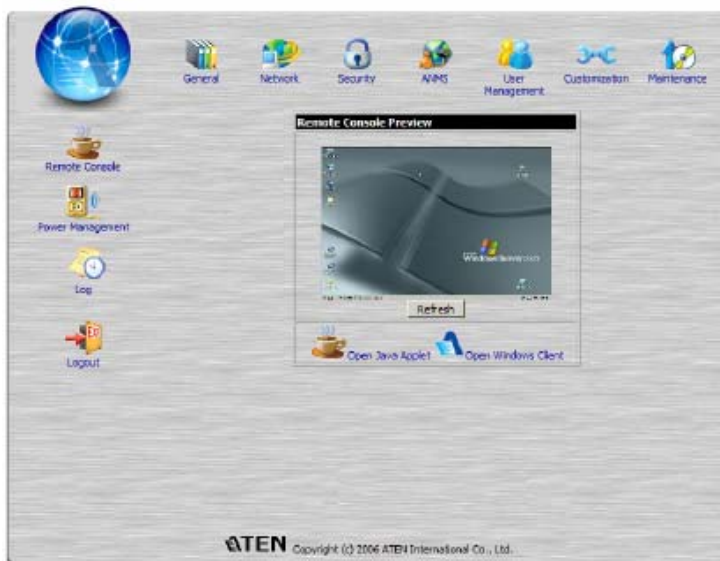 General
Network
Security
ANMS
User Management
Customization
Maintenance
Remote Console
Power Management
Log
Logout
Remote Console Preview
Refresh
Open Java Applet
Open Windows Client
ATEN Copyright (c) 2006 ATEN International Co., Ltd.